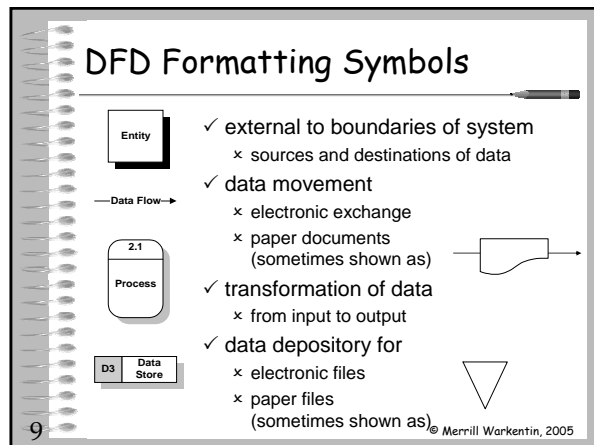 DFD Formatting Symbols
Entity
✓ external to boundaries of system
× sources and destinations of data
Data Flow
✓ data movement
× electronic exchange
× paper documents
(sometimes shown as)
2.1
Process
✓ transformation of data
× from input to output
D3
Data
Store
✓ data depository for
× electronic files
× paper files
(sometimes shown as)
9
© Merrill Warkentin, 2005